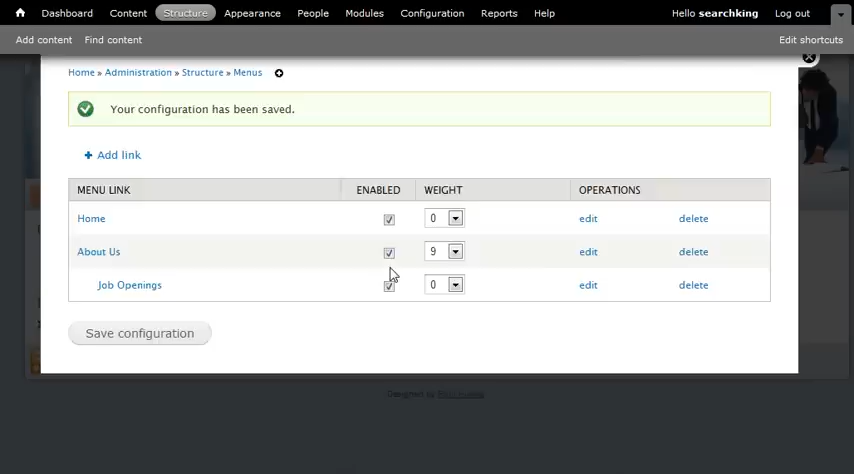 Dashboard Content Structure Appearance People Modules Configuration Reports Help Hello searchking Log out
Add content Find content Edit shortcuts
Home » Administration » Structure » Menus
Your configuration has been saved.
Add link
MENU LINK ENABLED WEIGHT OPERATIONS
Home 0 edit delete
About Us 9 edit delete
Job Openings 0 edit delete
Save configuration
Designed by